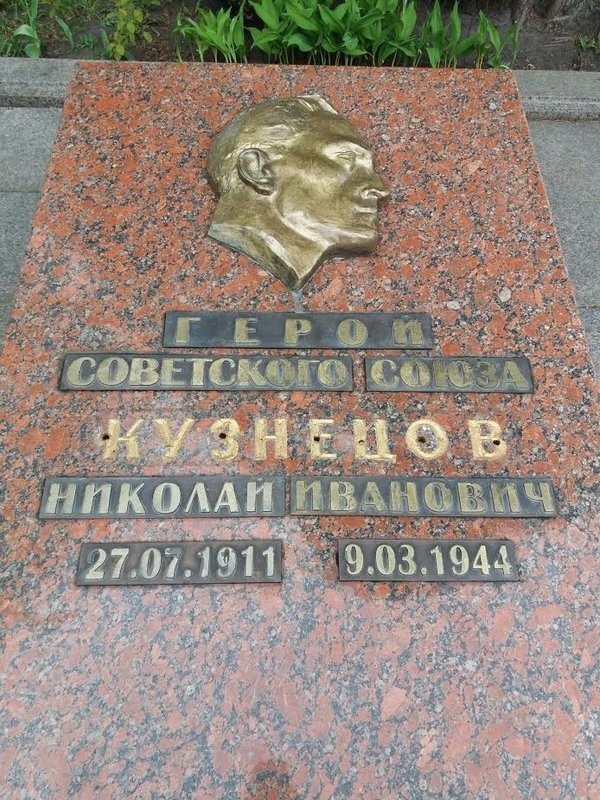 ГЕРОЙ
СОВЕТСКОГО СОЮЗА
КУЗНЕЦОВ
НИКОЛАЙ ИВАНОВИЧ
27.07.1911 9.03.1944